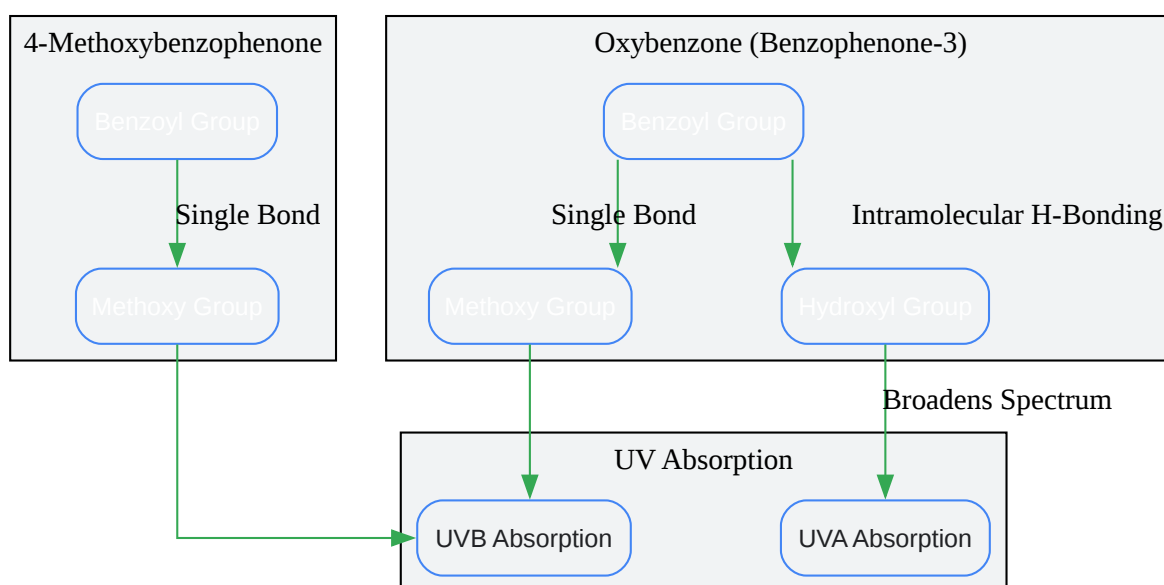 4-Methoxybenzophenone
Oxybenzone (Benzophenone-3)
Benzoyl Group
Benzoyl Group
Single Bond
Single Bond
Intramolecular H-Bonding
Methoxy Group
Methoxy Group
Hydroxyl Group
Broadens Spectrum
UV Absorption
UVB Absorption
UVA Absorption